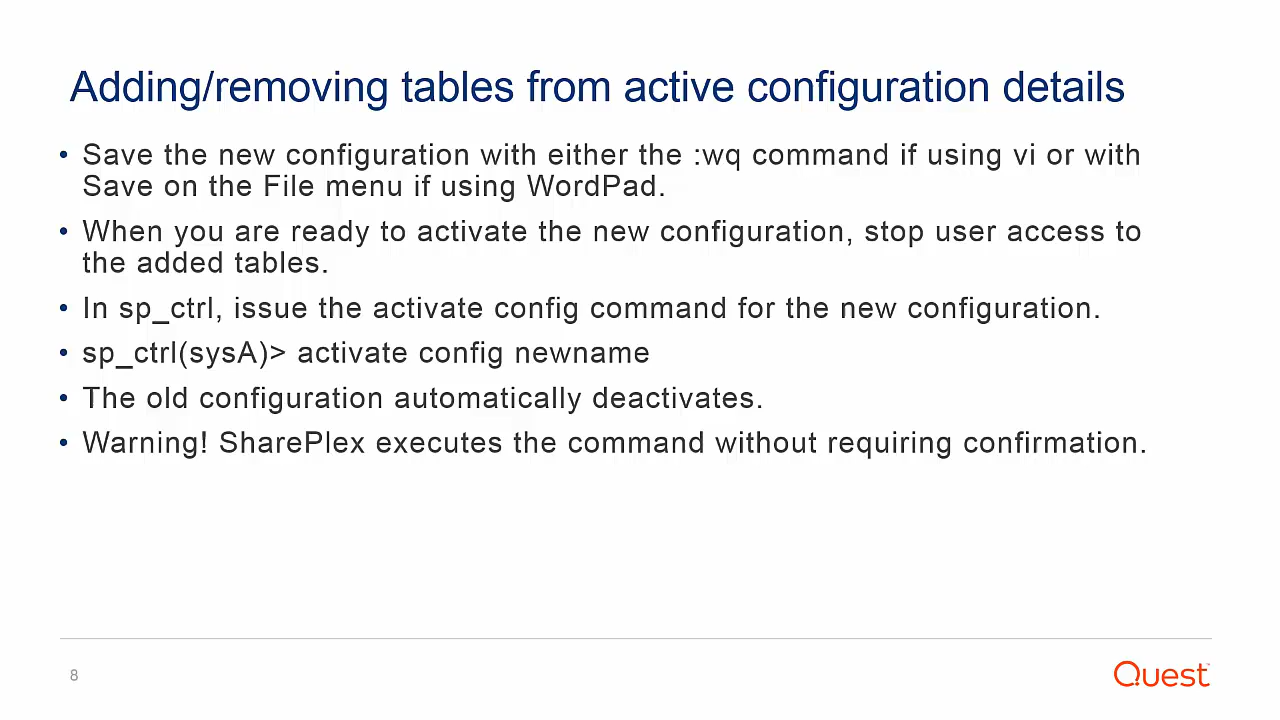 Adding/removing tables from active configuration details
• Save the new configuration with either the :wq command if using vi or with
Save on the File menu if using WordPad.
• When you are ready to activate the new configuration, stop user access to
the added tables.
• In sp_ctrl, issue the activate config command for the new configuration.
• sp_ctrl(sysA)> activate config newname
• The old configuration automatically deactivates.
• Warning! SharePlex executes the command without requiring confirmation.
8
Quest